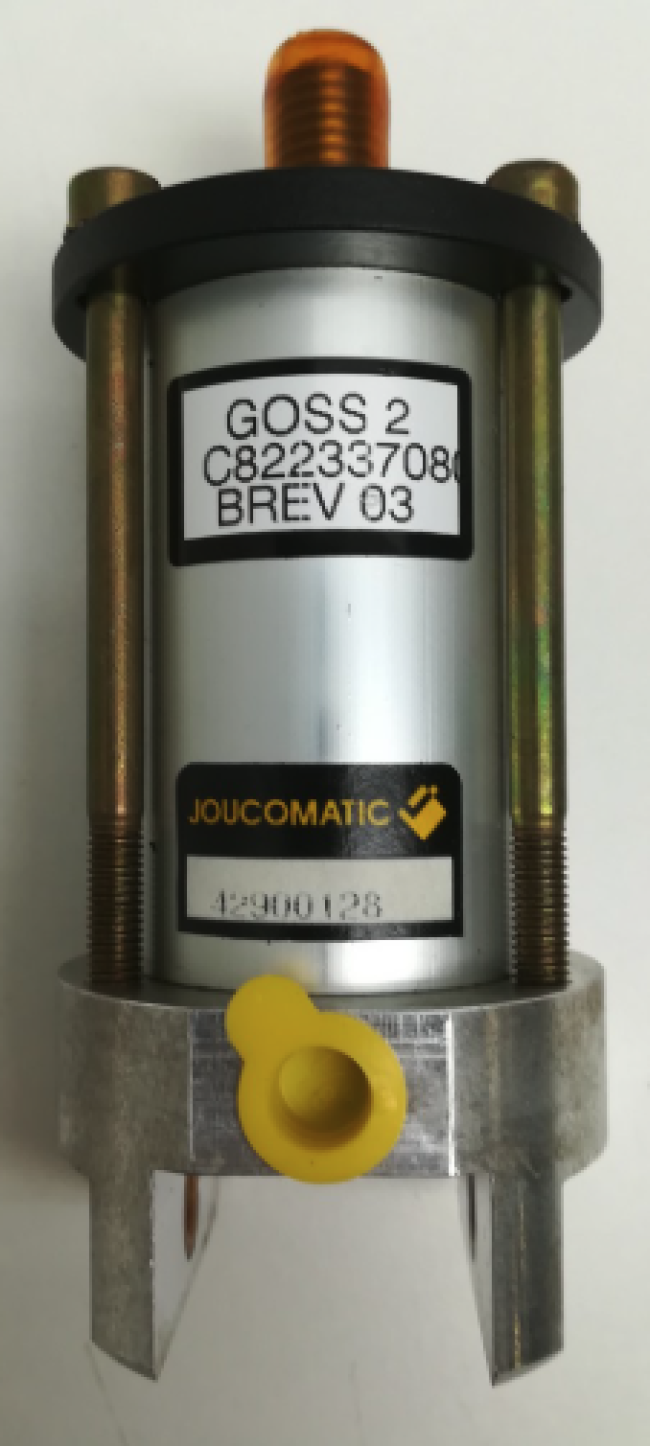 GOSS 2
C822337080
BREV 03
JOUCOMATIC
42900128